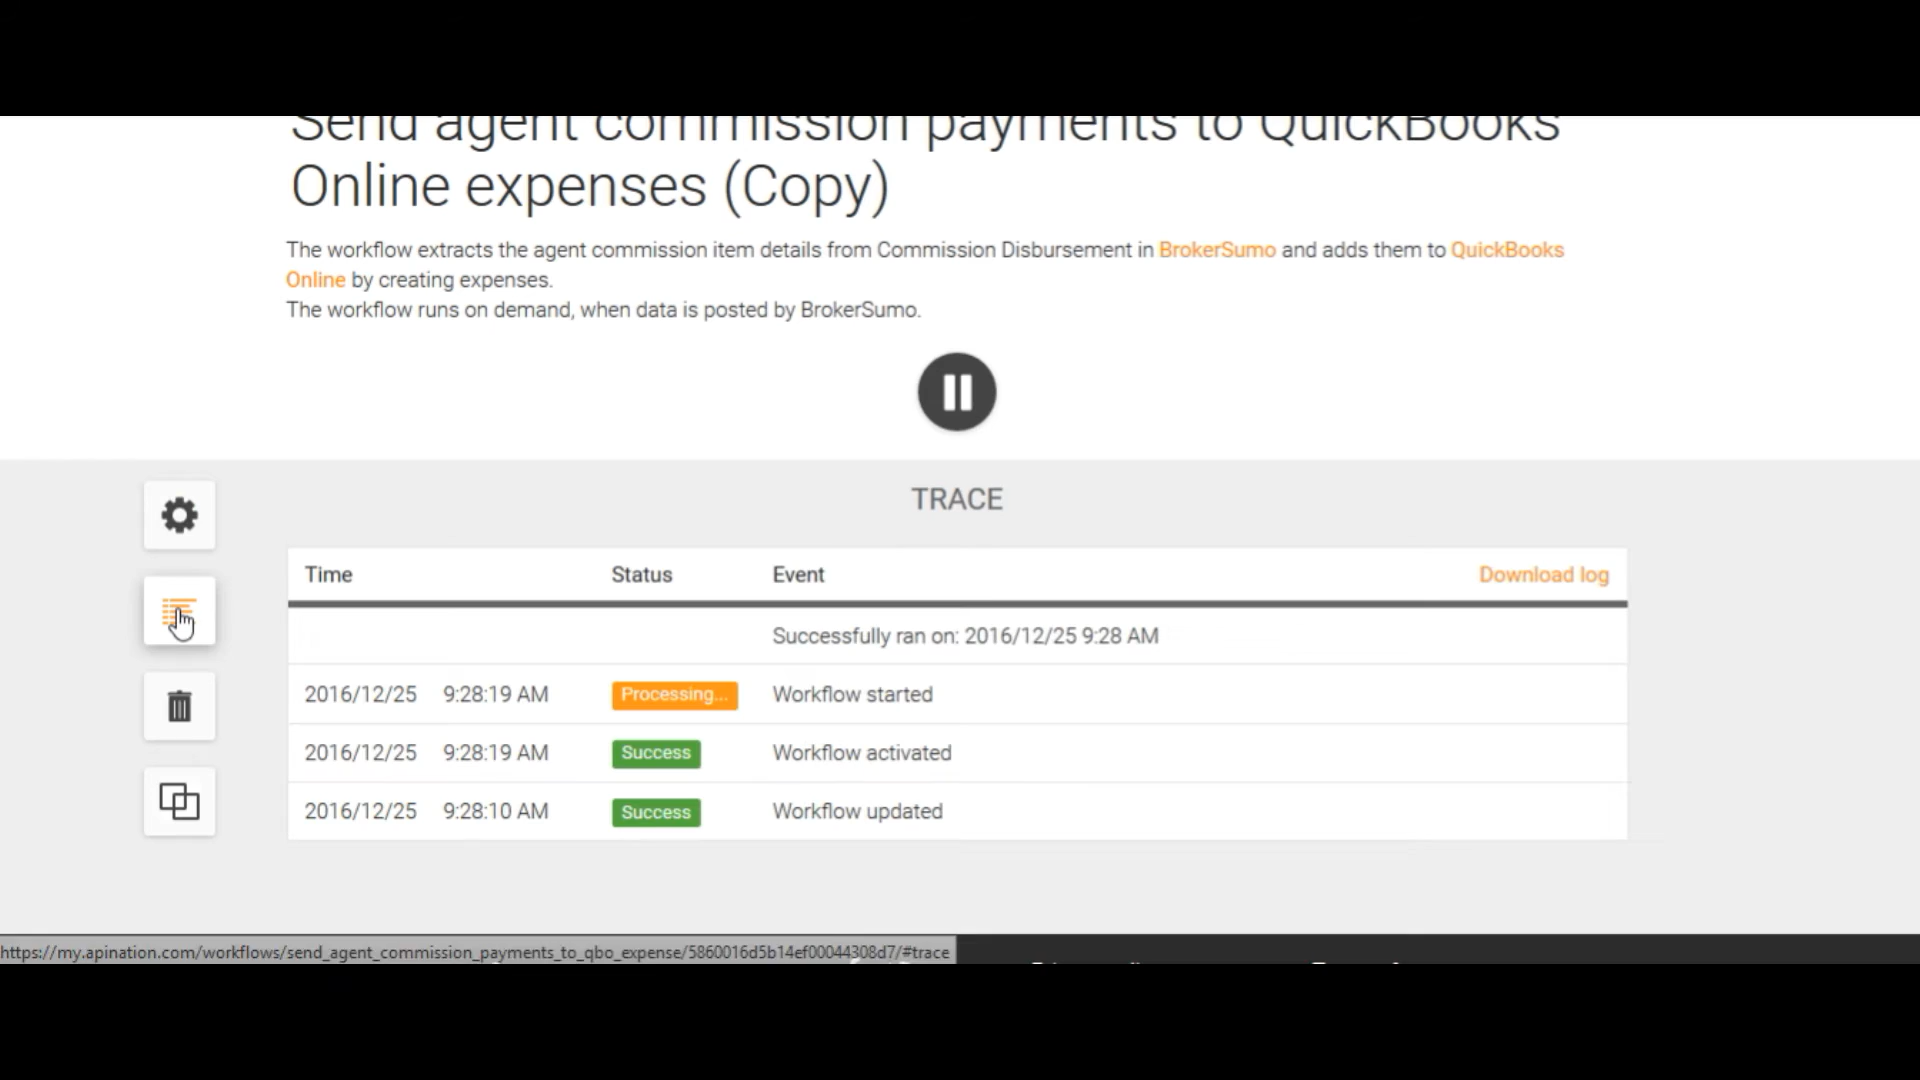 Send agent commission payments to QuickBooks
Online expenses (Copy)
The workflow extracts the agent commission item details from Commission Disbursement in BrokerSumo and adds them to QuickBooks
Online by creating expenses.
The workflow runs on demand, when data is posted by BrokerSumo.
TRACE
Time Status Event Download log
Successfully ran on: 2016/12/25 9:28 AM
2016/12/25 9:28:19 AM Processing... Workflow started
2016/12/25 9:28:19 AM Success Workflow activated
2016/12/25 9:28:10 AM Success Workflow updated
https://my.apination.com/workflows/send_agent_commission_payments_to_qbo_expense/5860016d5b14ef00044308d7/#trace